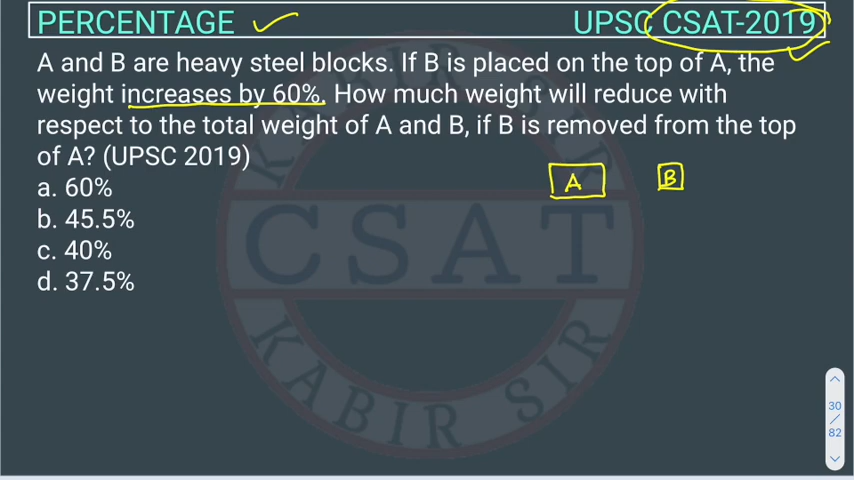 PERCENTAGE UPSC CSAT-2019
A and B are heavy steel blocks. If B is placed on the top of A, the
weight increases by 60%. How much weight will reduce with
respect to the total weight of A and B, if B is removed from the top
of A? (UPSC 2019)
A B
a. 60%
b. 45.5%
c. 40%
d. 37.5%
KABIR SIR
CSAT
KABIR SIR
30
/
82